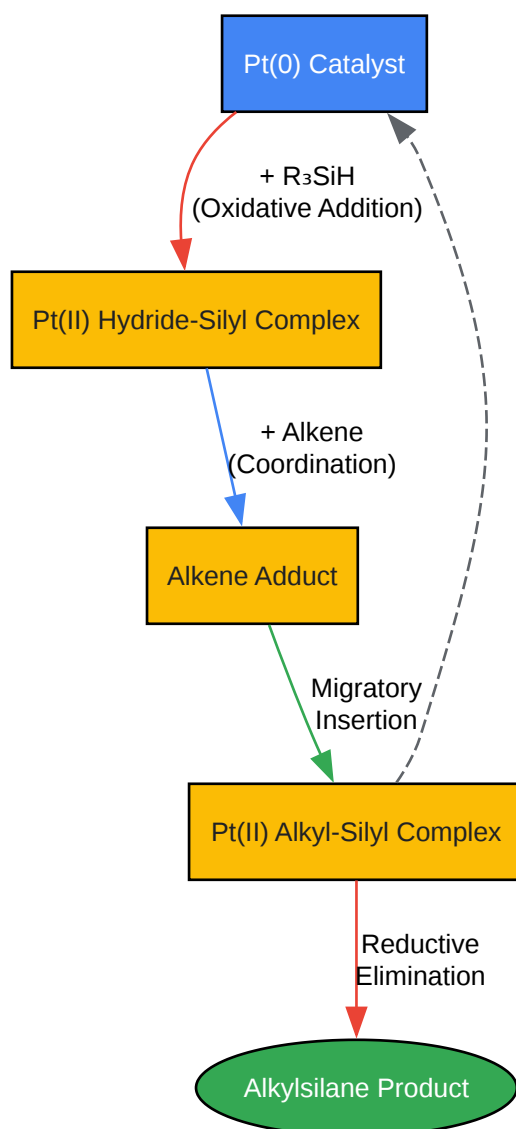 Pt(0) Catalyst
+ R₃SiH
(Oxidative Addition)
Pt(II) Hydride-Silyl Complex
+ Alkene
(Coordination)
Alkene Adduct
Migratory
Insertion
Pt(II) Alkyl-Silyl Complex
Reductive
Elimination
Alkylsilane Product